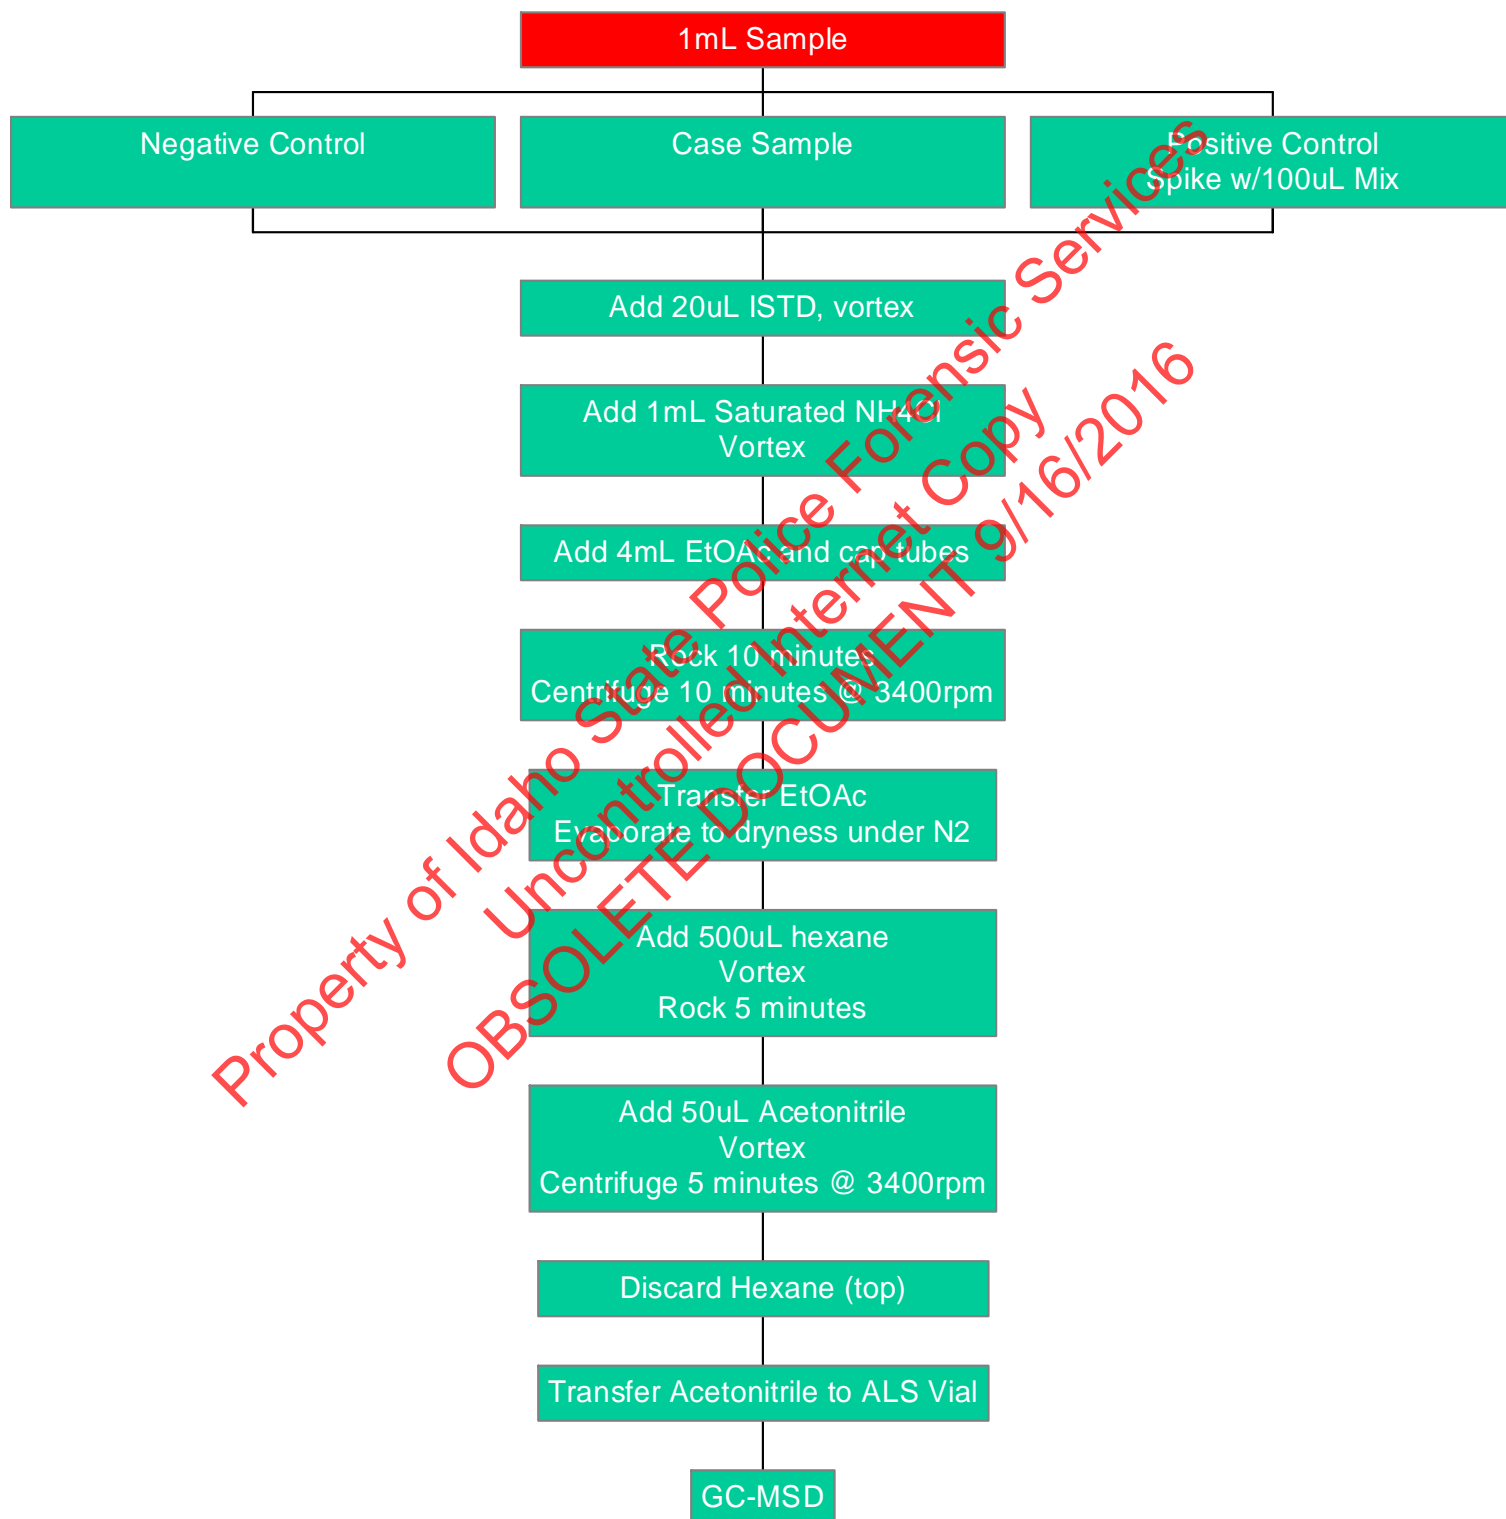 1mL Sample
Negative Control
Case Sample
Positive Control
Spike w/100uL Mix
Add 20uL ISTD, vortex
Add 1mL Saturated NH4Cl
Vortex
Add 4mL EtOAc and cap tubes
Rock 10 minutes
Centrifuge 10 minutes @ 3400rpm
Transfer EtOAc
Evaporate to dryness under N2
Add 500uL hexane
Vortex
Rock 5 minutes
Add 50uL Acetonitrile
Vortex
Centrifuge 5 minutes @ 3400rpm
Discard Hexane (top)
Transfer Acetonitrile to ALS Vial
GC-MSD
Property of Idaho State Police Forensic Services
Uncontrolled Internet Copy
OBSOLETE DOCUMENT 9/16/2016